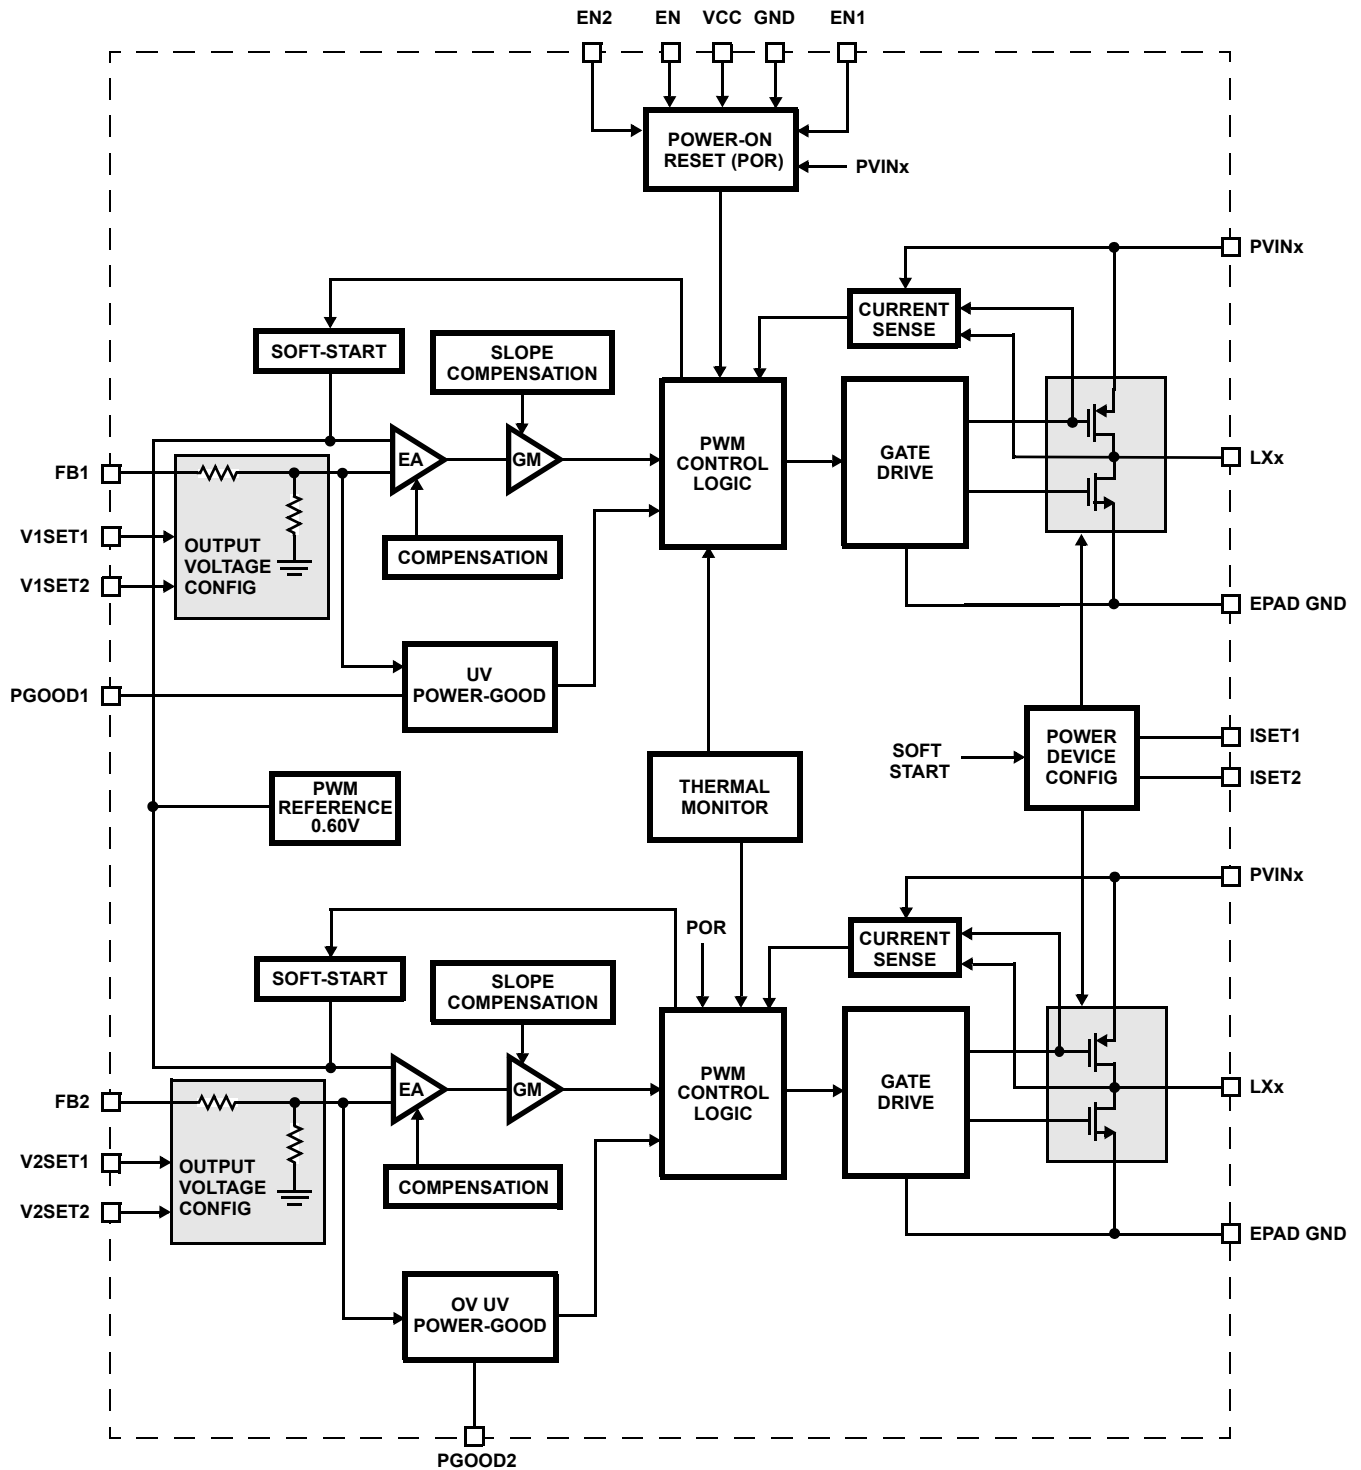 EN2 EN VCC GND EN1
POWER-ON
RESET (POR)
PVINx
PVINx
CURRENT
SENSE
SOFT-START
SLOPE
COMPENSATION
PWM
CONTROL
LOGIC
GATE
DRIVE
EA
GM
FB1
LXx
V1SET1
V1SET2
OUTPUT
VOLTAGE
CONFIG
COMPENSATION
EPAD GND
UV
POWER-GOOD
PGOOD1
SOFT
START
POWER
DEVICE
CONFIG
ISET1
ISET2
PWM
REFERENCE
0.60V
THERMAL
MONITOR
PVINx
POR
CURRENT
SENSE
SOFT-START
SLOPE
COMPENSATION
PWM
CONTROL
LOGIC
GATE
DRIVE
EA
GM
FB2
LXx
V2SET1
V2SET2
OUTPUT
VOLTAGE
CONFIG
COMPENSATION
EPAD GND
OV UV
POWER-GOOD
PGOOD2